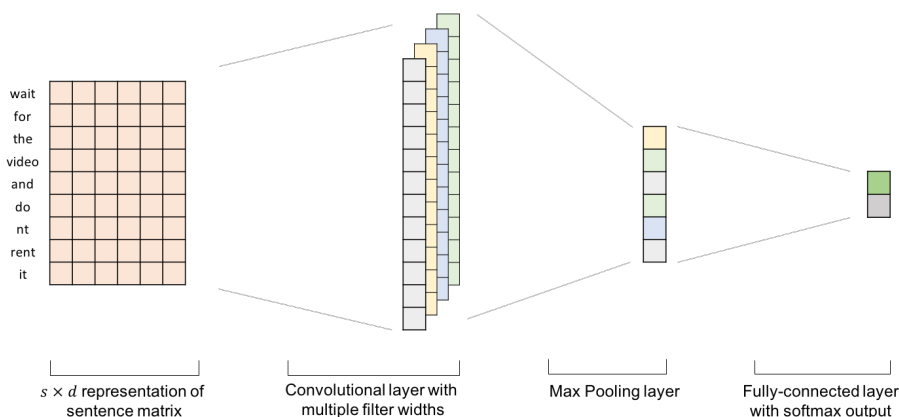 wait
for
the
video
and
do
nt
rent
it
s × d representation of
sentence matrix
Convolutional layer with
multiple filter widths
Max Pooling layer
Fully-connected layer
with softmax output